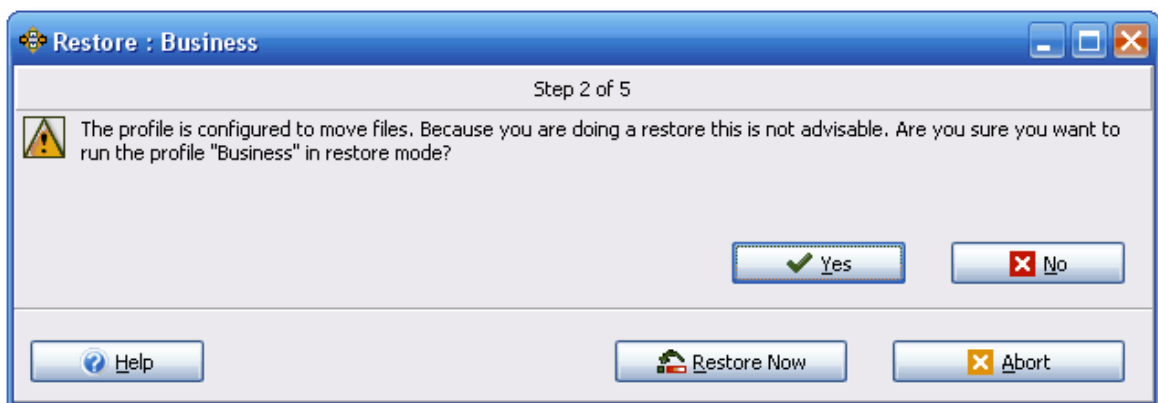 Restore : Business
Step 2 of 5
The profile is configured to move files. Because you are doing a restore this is not advisable. Are you sure you want to
run the profile "Business" in restore mode?
Yes
No
Help
Restore Now
Abort